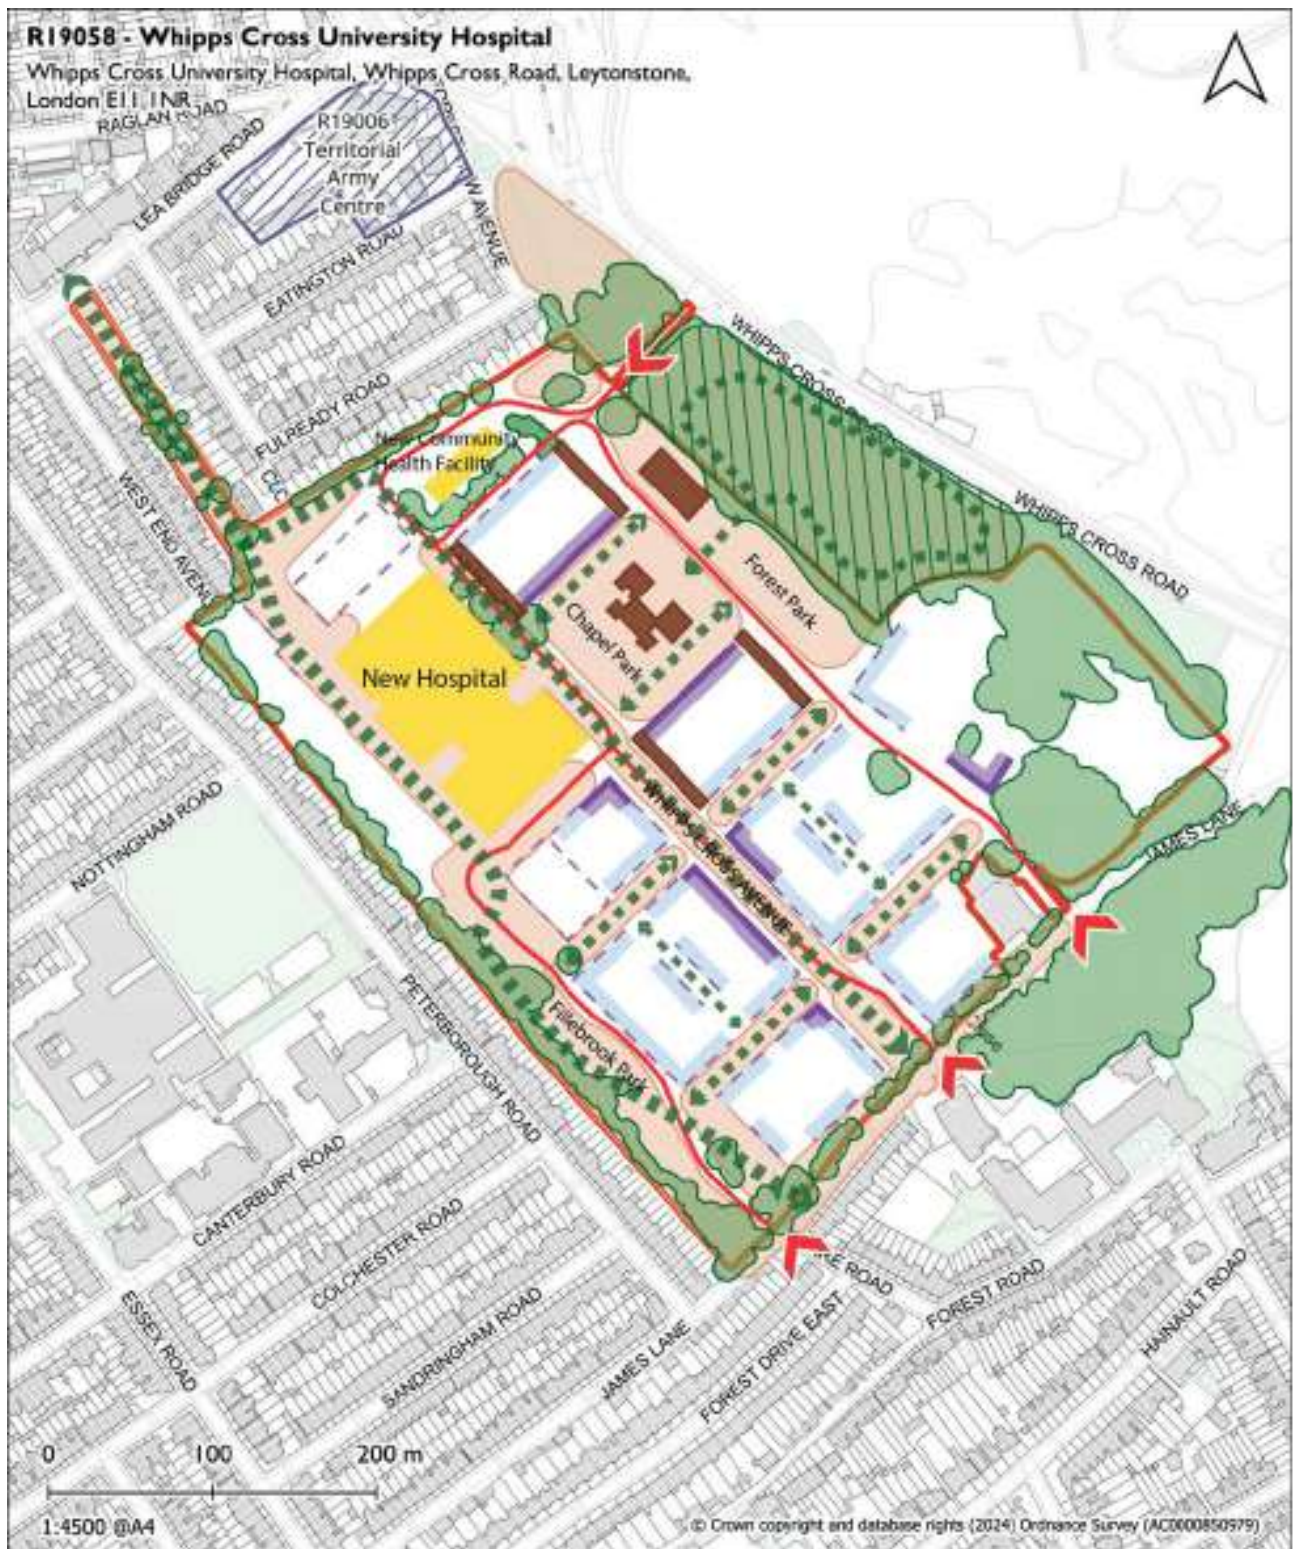 R19058 - Whipps Cross University Hospital
Whipps Cross University Hospital, Whipps Cross Road, Leytonstone,
London E11 1NR
RAGLAN ROAD
LEA BRIDGE ROAD
R19006
Territorial
Army
Centre
AVENUE
EATINGTON ROAD
WHIPPS CROSS
FULREADY ROAD
New Community
Health Facility
WEST END AVENU
WHIPPS CROSS ROAD
Forest Park
Chapel Park
New Hospital
NOTTINGHAM ROAD
WHIPPS CROSS AVENUE
JAMES LANE
PETERBOROUGH ROAD
Fillebrook Park
CANTERBURY ROAD
COLCHESTER ROAD
ESSEX ROAD
SANDRINGHAM ROAD
JAMES LANE
ROAD
FOREST DRIVE EAST
FOREST ROAD
HAINAULT ROAD
0 100 200 m
1:4500 @A4
© Crown copyright and database rights (2024) Ordnance Survey (AC0000850979)